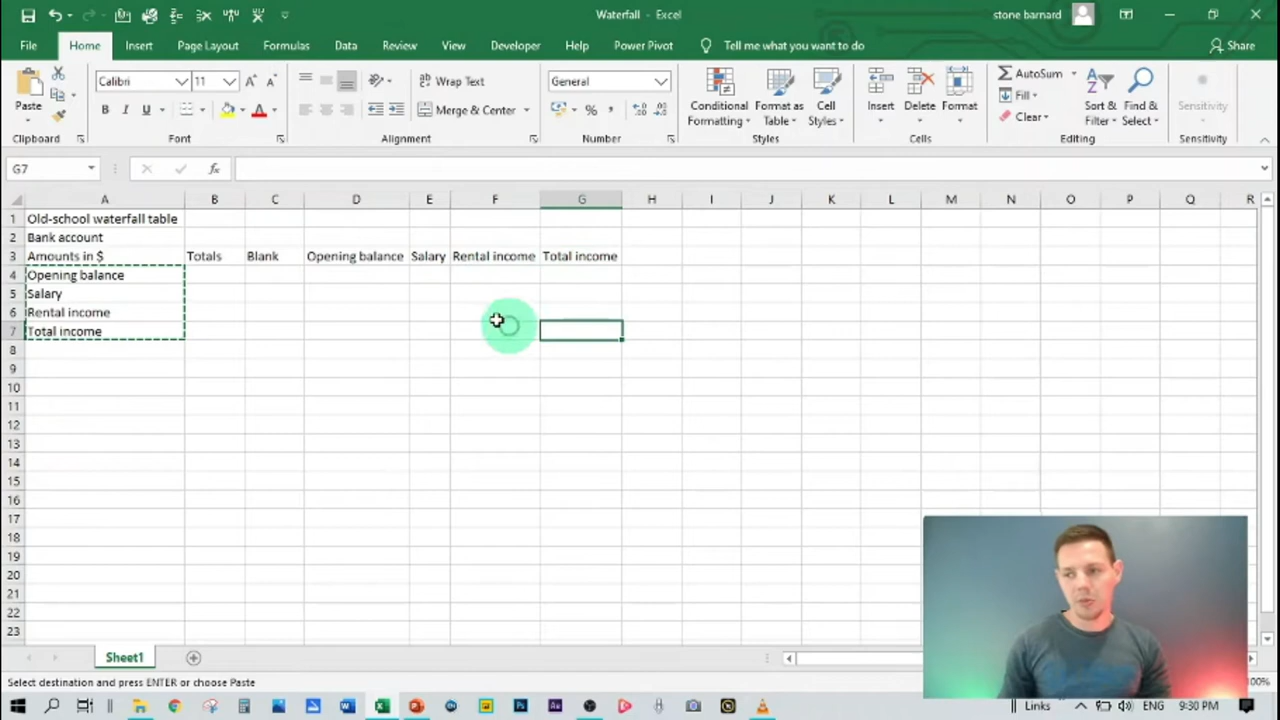 Waterfall - Excel
stone barnard
File Home Insert Page Layout Formulas Data Review View Developer Help Power Pivot Tell me what you want to do Share
Paste
Calibri 11
B I U
Wrap Text
Merge & Center
General
Conditional Formatting
Format as Table
Cell Styles
Insert
Delete
Format
AutoSum
Fill
Clear
Sort & Filter
Find & Select
Sensitivity
Clipboard Font Alignment Number Styles Cells Editing Sensitivity
G7 fx
A B C D E F G H I J K L M N O P Q R
1 Old-school waterfall table
2 Bank account
3 Amounts in $ Totals Blank Opening balance Salary Rental income Total income
4 Opening balance
5 Salary
6 Rental income
7 Total income
8
9
10
11
12
13
14
15
16
17
18
19
20
21
22
23
Sheet1
Select destination and press ENTER or choose Paste 100%
Links ENG 9:30 PM